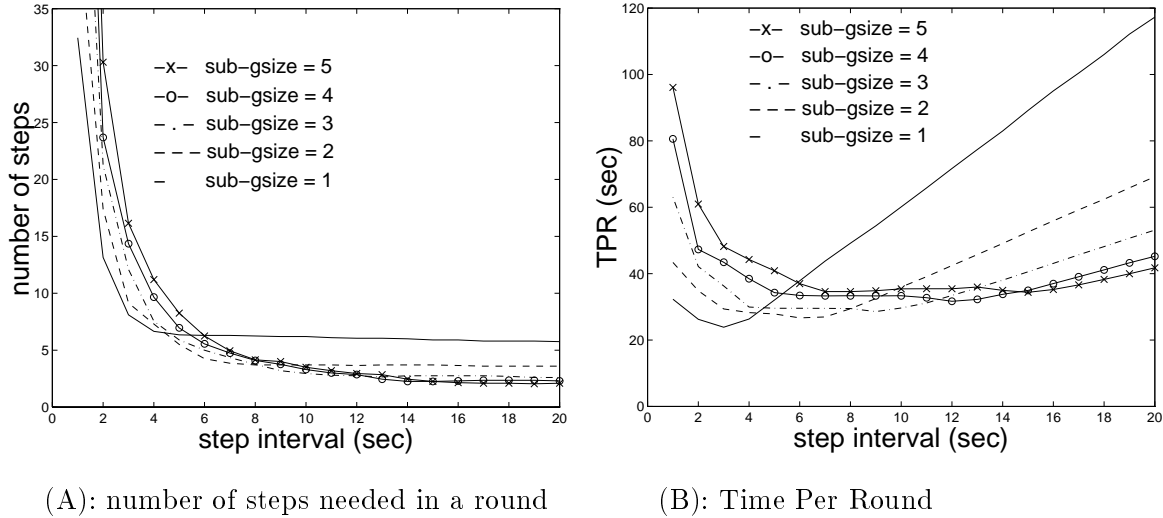 35
30
25
20
15
10
5
0
number of steps
−x− sub−gsize = 5
−o− sub−gsize = 4
− . − sub−gsize = 3
− − − sub−gsize = 2
− sub−gsize = 1
0 2 4 6 8 10 12 14 16 18 20
step interval (sec)
(A): number of steps needed in a round
120
100
80
60
40
20
0
TPR (sec)
−x− sub−gsize = 5
−o− sub−gsize = 4
− . − sub−gsize = 3
− − − sub−gsize = 2
− sub−gsize = 1
0 2 4 6 8 10 12 14 16 18 20
step interval (sec)
(B): Time Per Round